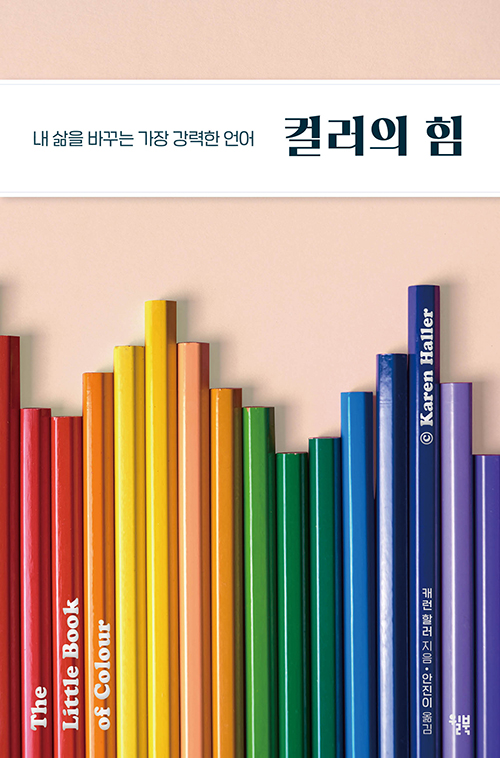 내 삶을 바꾸는 가장 강력한 언어
컬러의 힘
© Karen Haller
The
Little Book
of Colour
캐런 할러 지음 · 안진이 옮김
윌북